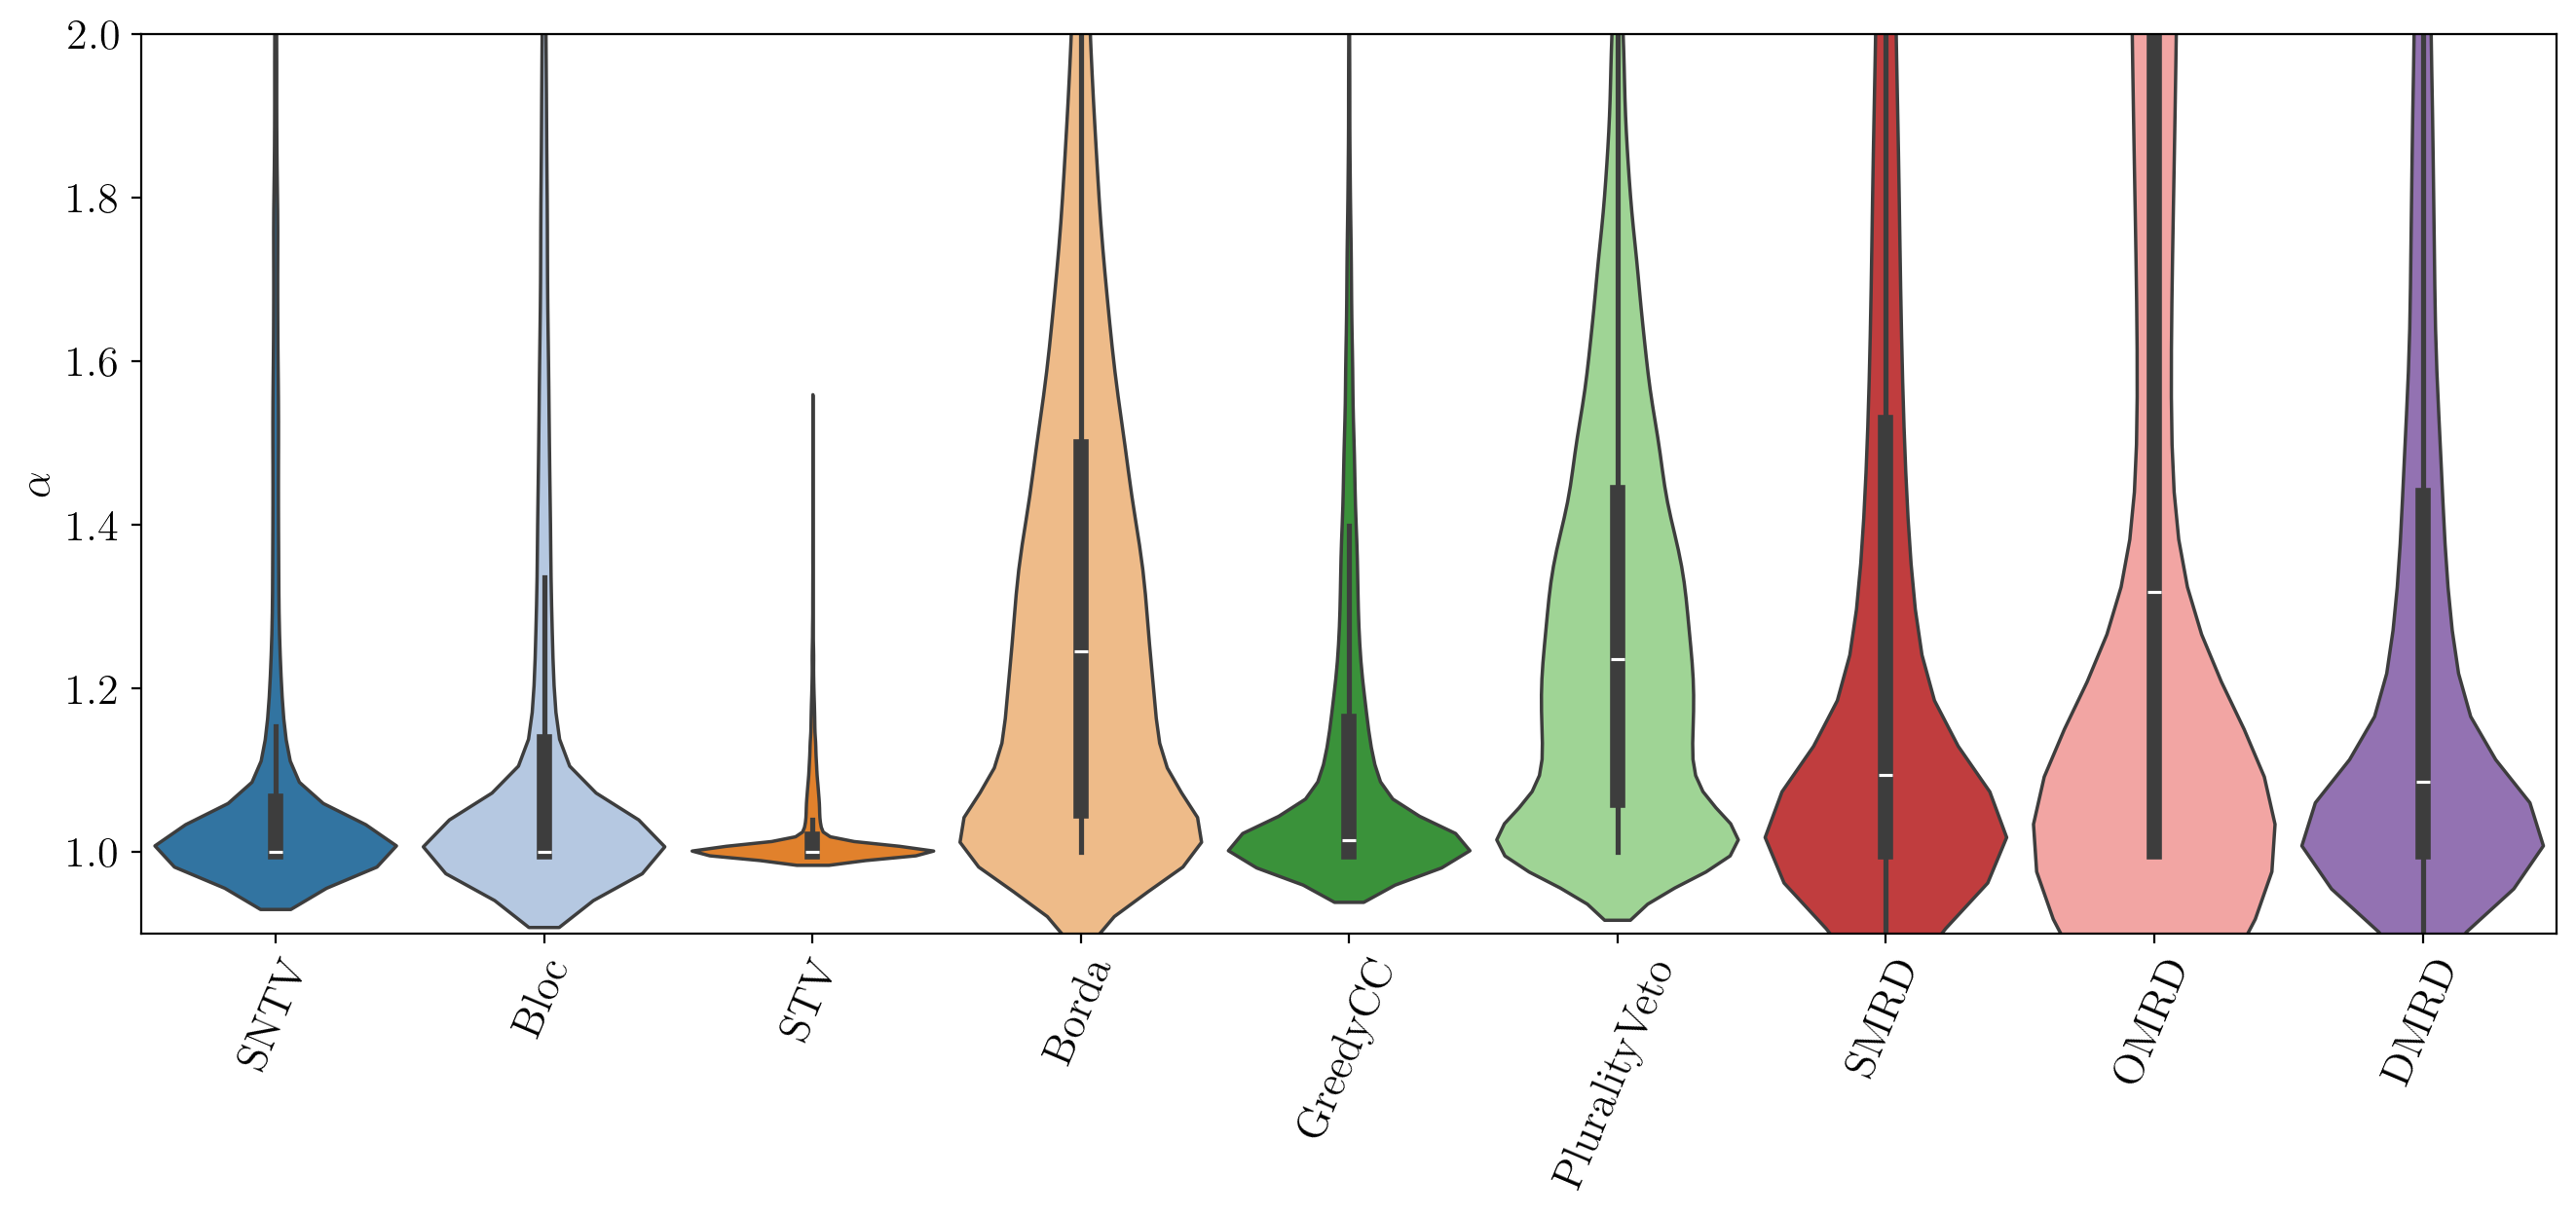 2.0
1.8
1.6
1.4
1.2
1.0
α
SNTV
Bloc
STV
Borda
GreedyCC
PluralityVeto
SMRD
OMRD
DMRD